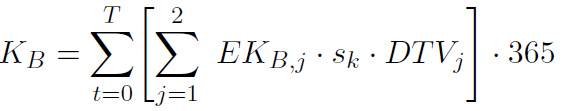 K_B = \sum_{t=0}^{T} \left[ \sum_{j=1}^{2} EK_{B,j} \cdot s_k \cdot DTV_j \right] \cdot 365